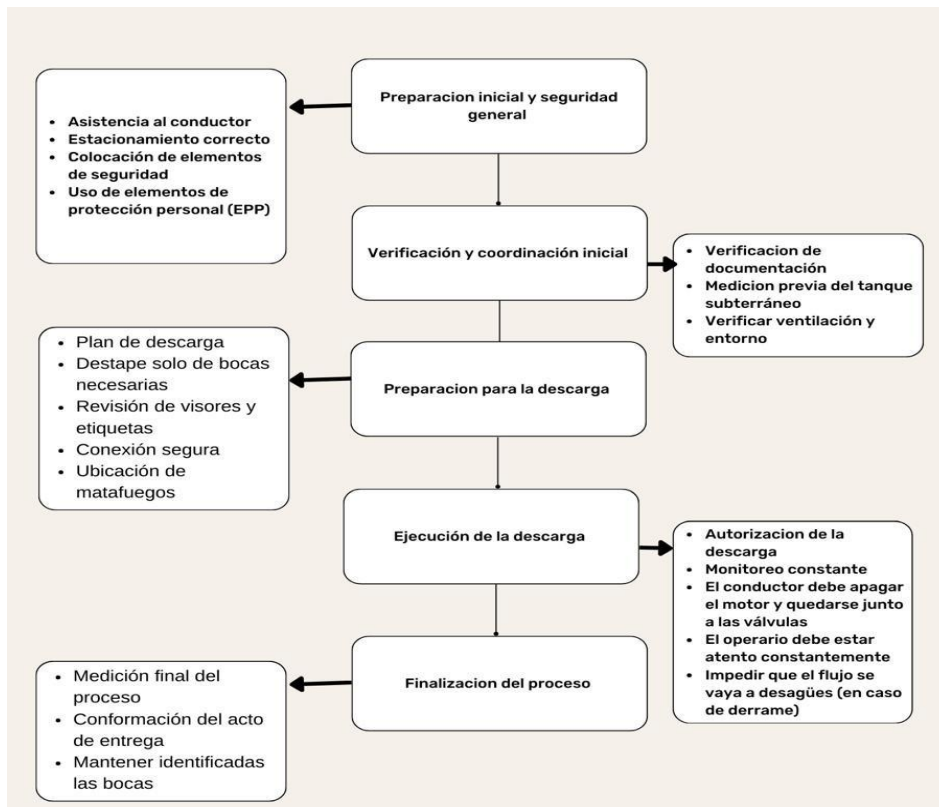 Preparacion inicial y seguridad
general
• Asistencia al conductor
• Estacionamiento correcto
• Colocación de elementos
de seguridad
• Uso de elementos de
protección personal (EPP)
Verificación y coordinación inicial
• Verificacion de
documentación
• Medicion previa del tanque
subterráneo
• Verificar ventilación y
entorno
Preparacion para la descarga
• Plan de descarga
• Destape solo de bocas
necesarias
• Revisión de visores y
etiquetas
• Conexión segura
• Ubicación de
matafuegos
Ejecución de la descarga
• Autorizacion de la
descarga
• Monitoreo constante
• El conductor debe apagar
el motor y quedarse junto
a las válvulas
• El operario debe estar
atento constantemente
• Impedir que el flujo se
vaya a desagües (en caso
de derrame)
Finalizacion del proceso
• Medición final del
proceso
• Conformación del acto
de entrega
• Mantener identificadas
las bocas